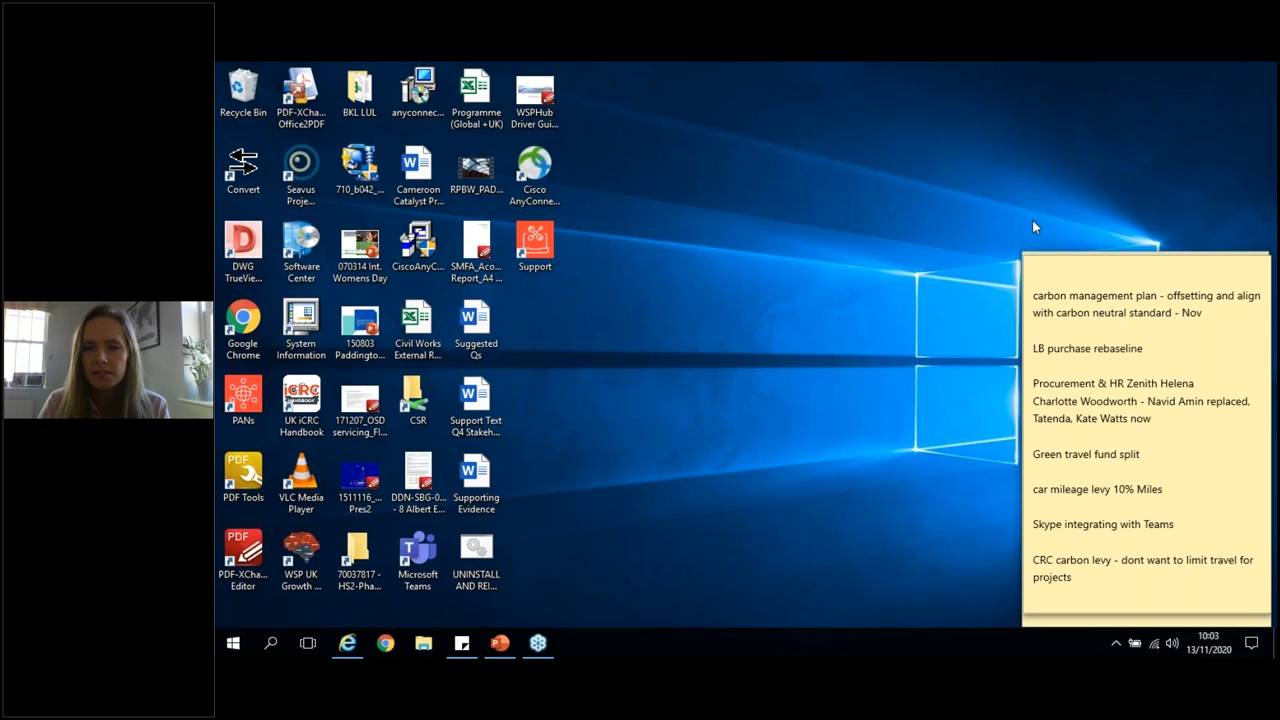 Recycle Bin
PDF-XCha...
Office2PDF
BKL LUL
anyconnec...
Programme
(Global +UK)
WSPHub
Driver Gui...
Convert
Seavus
Proje...
710_b042_...
Cameroon
Catalyst Pr...
RPBW_PAD...
Cisco
AnyConne...
DWG
TrueView...
Software
Center
070314 Int.
Womens Day
CiscoAnyC...
SMFA_Aco...
Report_A4 ...
Support
Google
Chrome
System
Information
150803
Paddington...
Civil Works
External R...
Suggested
Qs
PANs
iCRC
HANDBOOK
UK iCRC
Handbook
171207_OSD
servicing_Fl...
CSR
Support Text
Q4 Stakeh...
PDF
PDF Tools
VLC Media
Player
1511116_...
Pres2
DDN-SBG-0...
- 8 Albert E...
Supporting
Evidence
PDF
PDF-XCha...
Editor
WSP UK
Growth ...
70037817 -
HS2-Pha...
Microsoft
Teams
UNINSTALL
AND REI...
carbon management plan - offsetting and align
with carbon neutral standard - Nov
LB purchase rebaseline
Procurement & HR Zenith Helena
Charlotte Woodworth - Navid Amin replaced,
Tatenda, Kate Watts now
Green travel fund split
car mileage levy 10% Miles
Skype integrating with Teams
CRC carbon levy - dont want to limit travel for
projects
10:03
13/11/2020